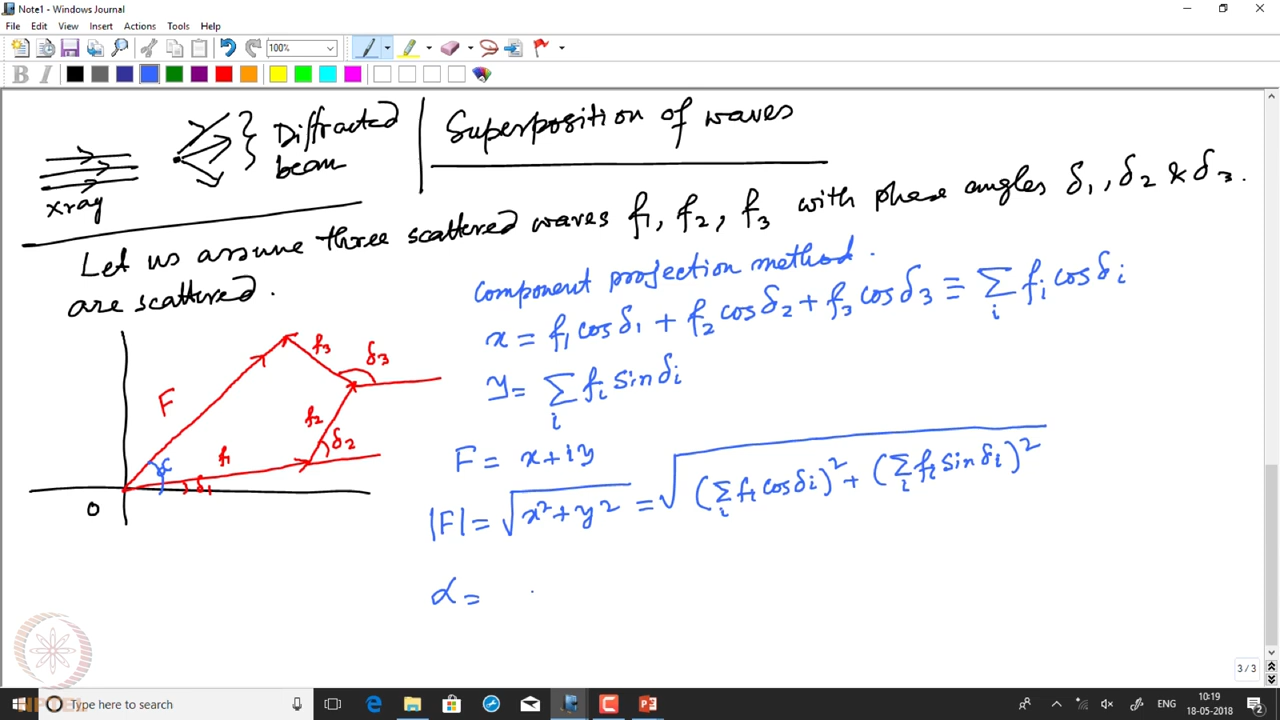 Note1 - Windows Journal
File Edit View Insert Actions Tools Help
100%
B I
xray
Diffracted
beam
Superposition of waves
Let us assume three scattered waves f1, f2, f3 with phase angles δ1, δ2 & δ3.
are scattered.
Component projection method.
x = f1 cos δ1 + f2 cos δ2 + f3 cos δ3 ≡ ∑i fi cos δi
y = ∑i fi sin δi
F = x + iy
|F| = √(x² + y²) = √((∑i fi cos δi)² + (∑i fi sin δi)²)
α =
F
f3
δ3
f2
δ2
f1
δ1
α
O
3 / 3
Type here to search
ENG
10:19
18-05-2018
2